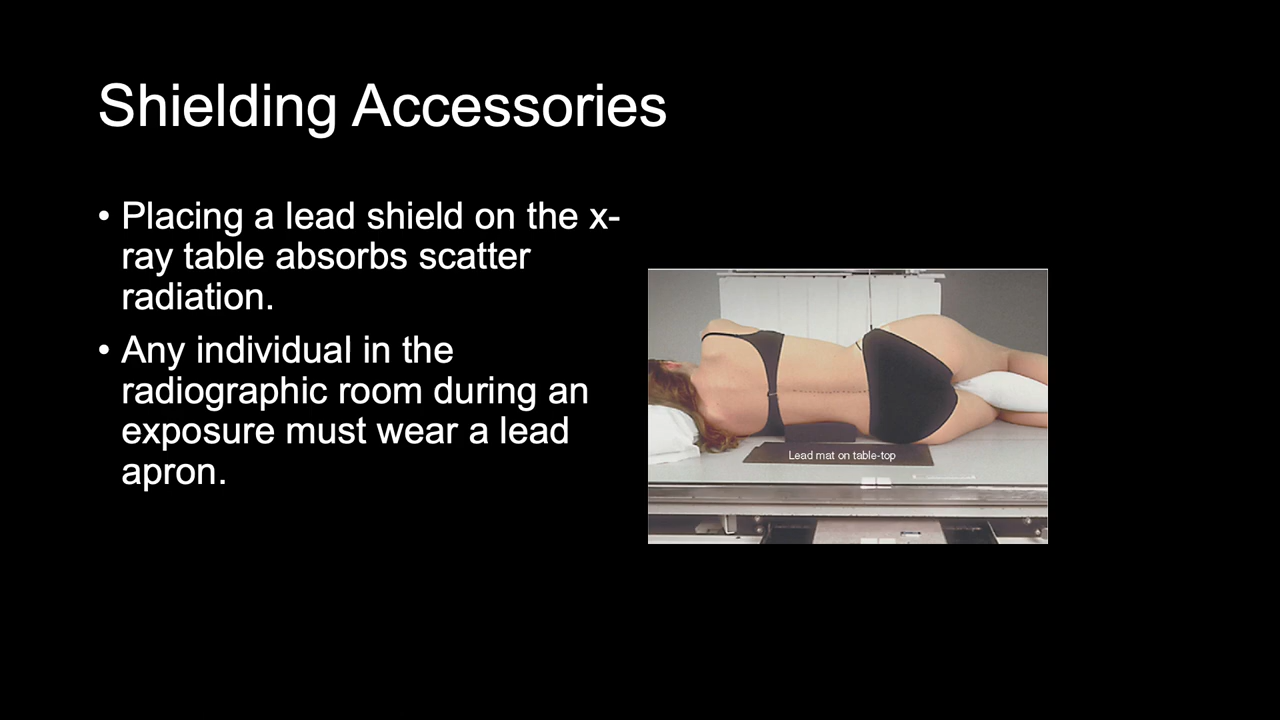 Shielding Accessories
• Placing a lead shield on the x-
ray table absorbs scatter
radiation.
• Any individual in the
radiographic room during an
exposure must wear a lead
apron.
Lead mat on table-top